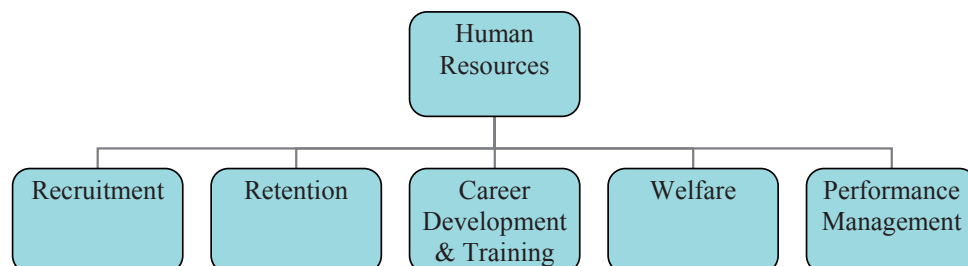 Human
Resources
Recruitment
Retention
Career
Development
& Training
Welfare
Performance
Management